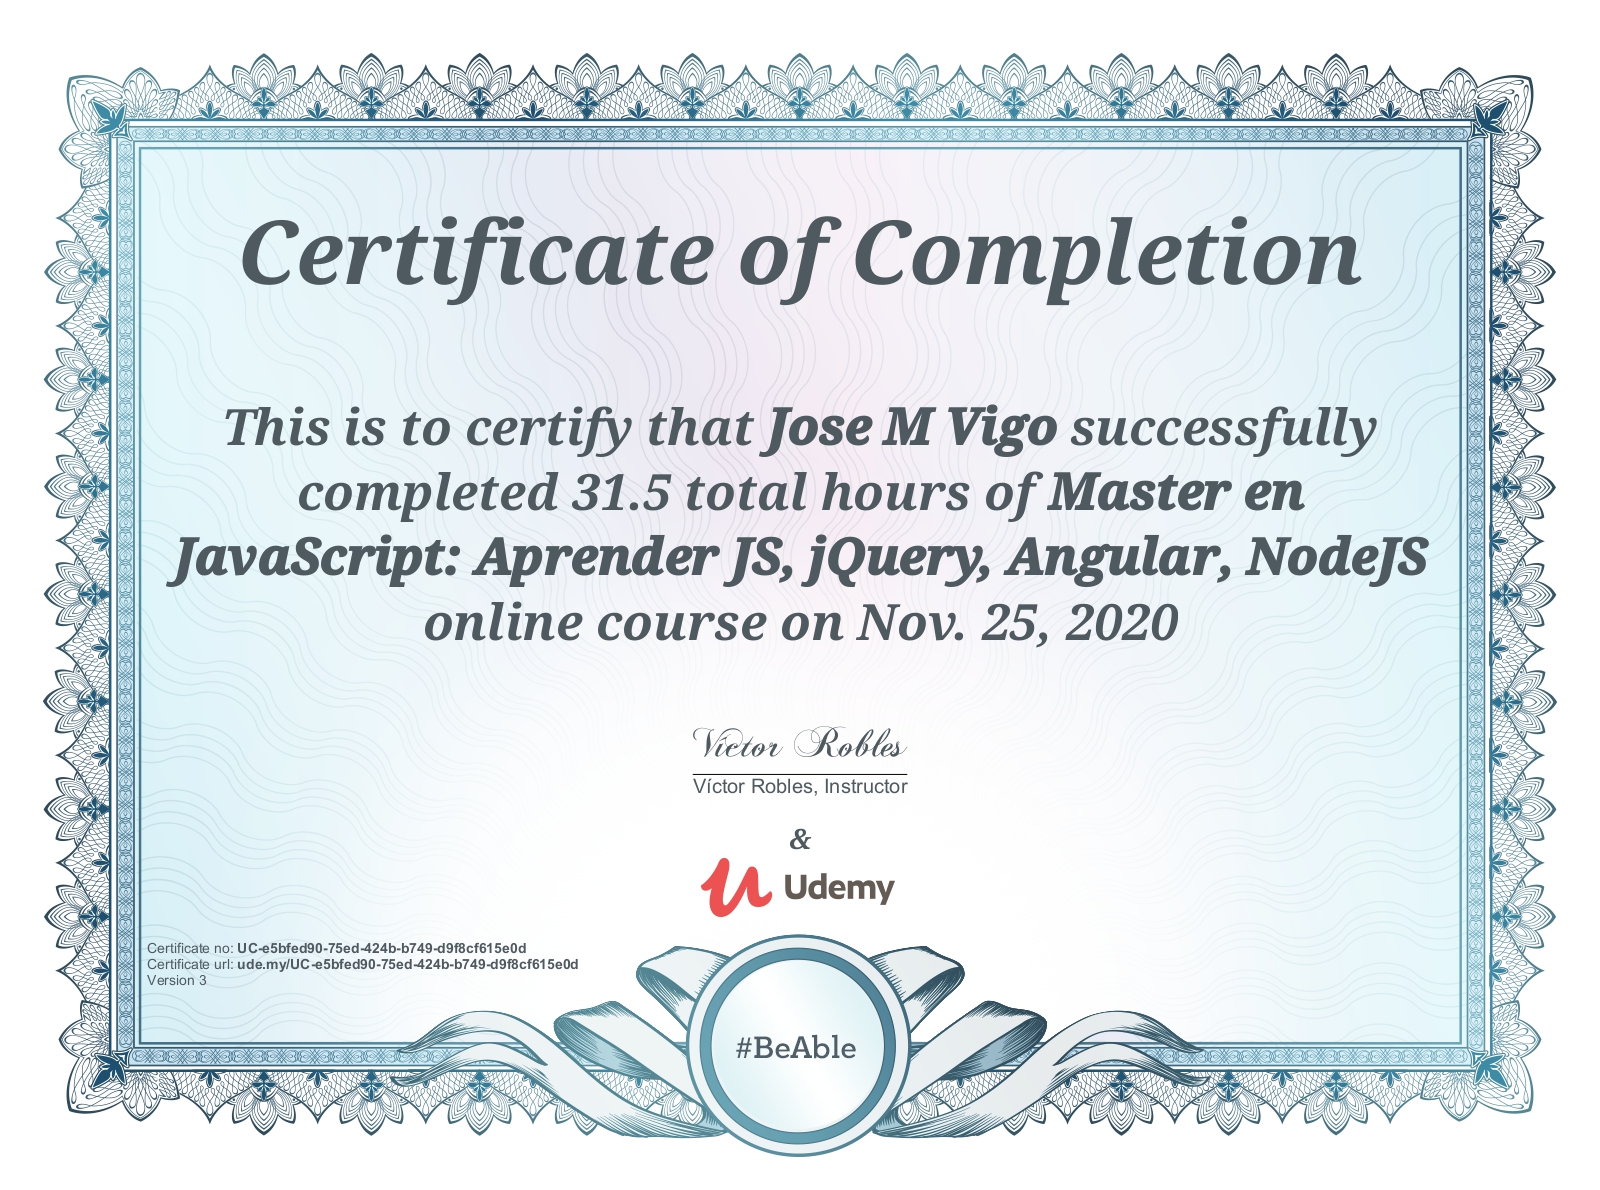 Certificate of Completion
This is to certify that Jose M Vigo successfully
completed 31.5 total hours of Master en
JavaScript: Aprender JS, jQuery, Angular, NodeJS
online course on Nov. 25, 2020
Víctor Robles
Víctor Robles, Instructor
&
Udemy
Certificate no: UC-e5bfed90-75ed-424b-b749-d9f8cf615e0d
Certificate url: ude.my/UC-e5bfed90-75ed-424b-b749-d9f8cf615e0d
Version 3
#BeAble